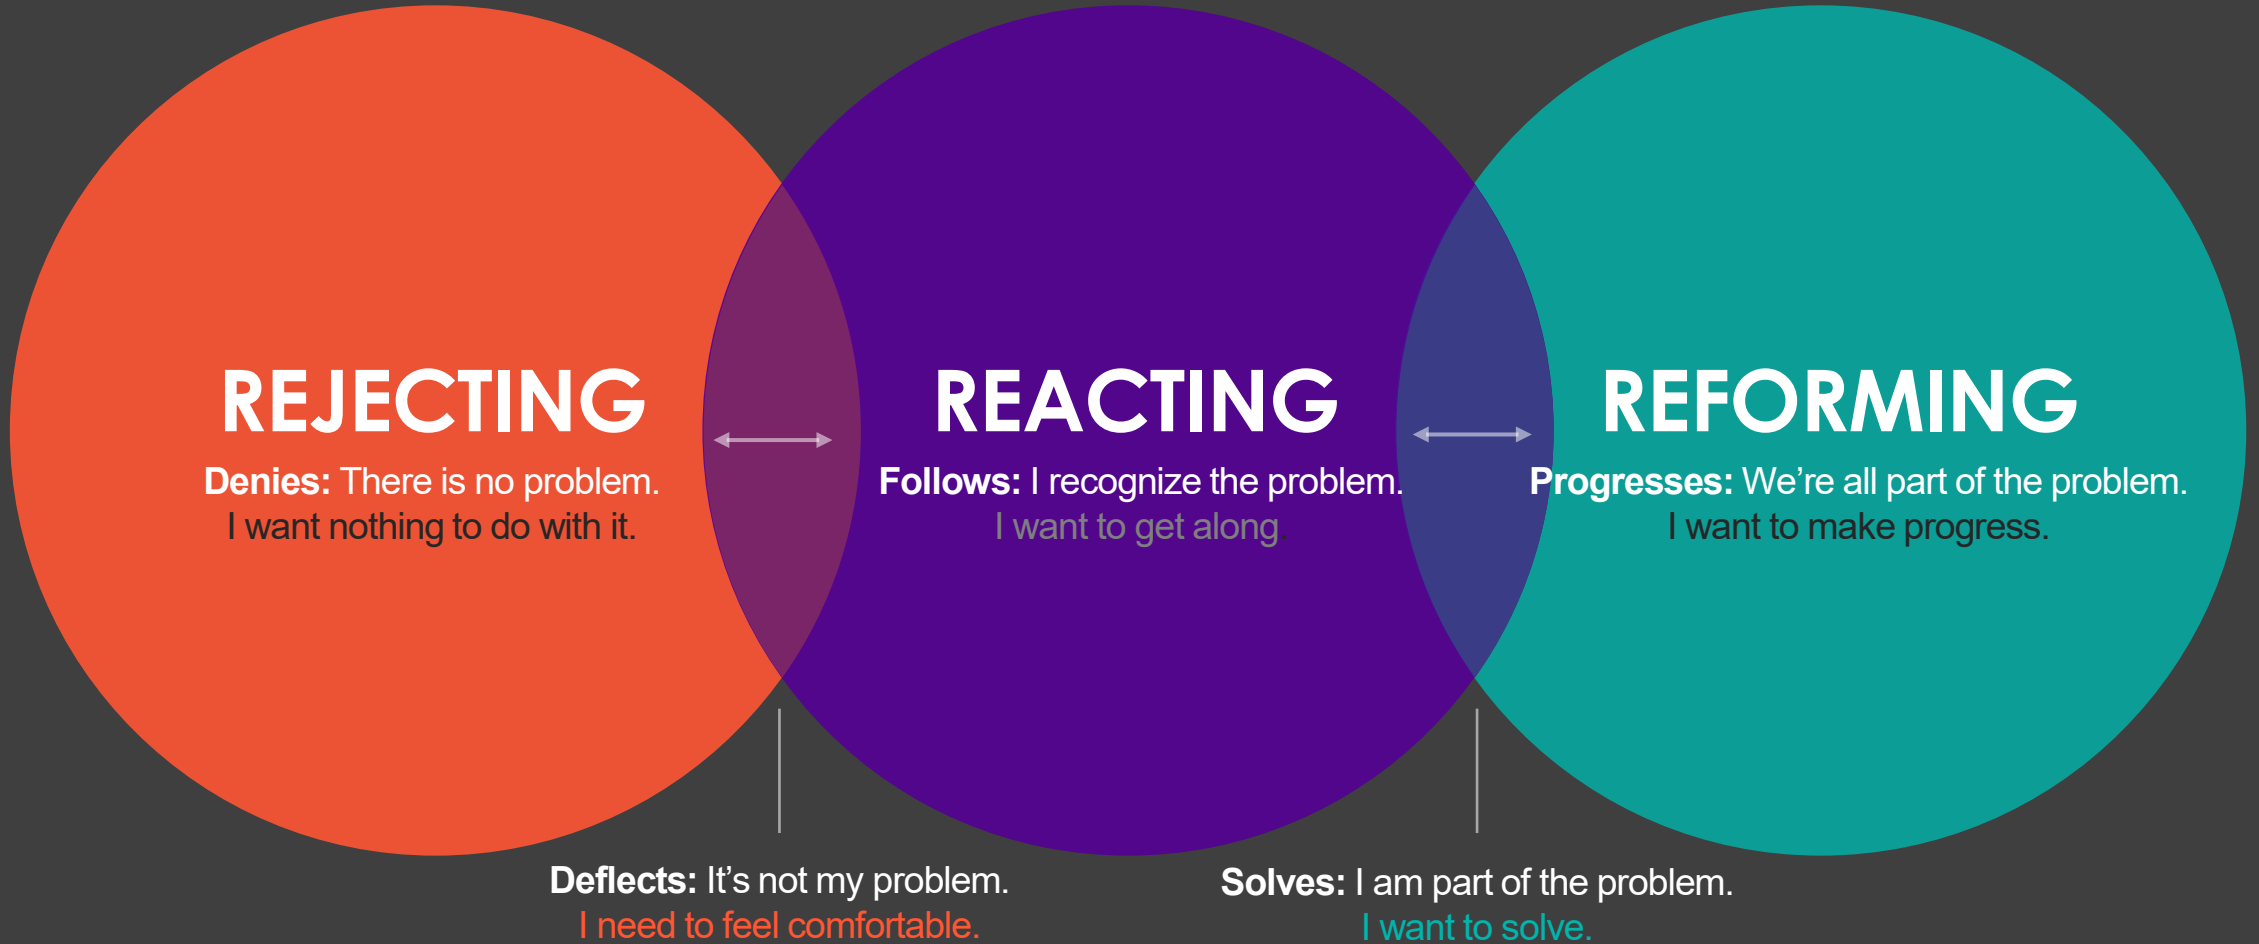 REJECTING
Denies: There is no problem.
I want nothing to do with it.
REACTING
Follows: I recognize the problem.
I want to get along.
REFORMING
Progresses: We’re all part of the problem.
I want to make progress.
Deflects: It’s not my problem.
I need to feel comfortable.
Solves: I am part of the problem.
I want to solve.